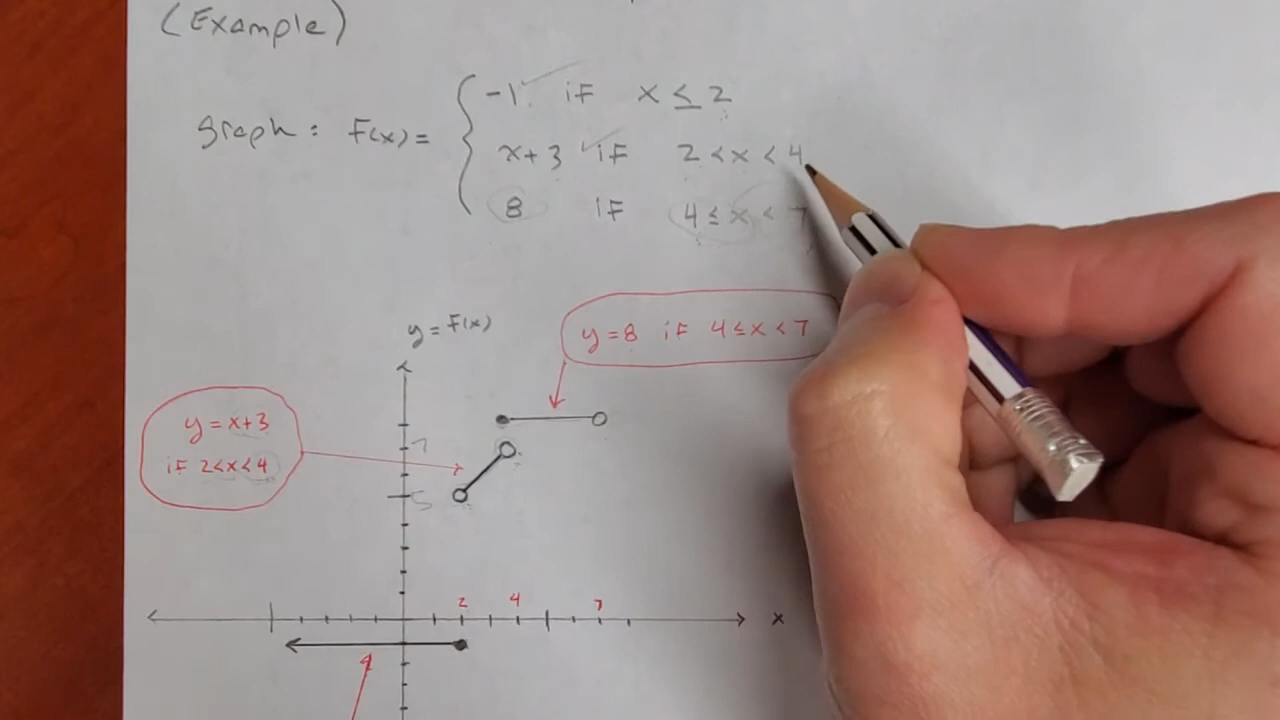 (Example)
graph: F(x) = { -1 if x ≤ 2
x+3 if 2 < x < 4
8 if 4 ≤ x < 7
y = F(x)
y = 8 if 4 ≤ x < 7
y = x+3
if 2<x<4
7
5
2 4 7
x